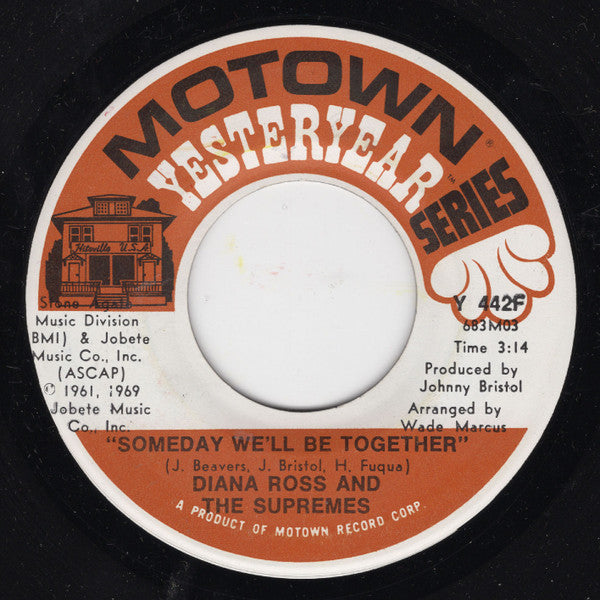 MOTOWN®
YESTERYEAR™
SERIES
Hitsville U.S.A.
Stone Agate
Music Division
BMI) & Jobete
Music Co., Inc.
(ASCAP)
℗ 1961, 1969
Jobete Music
Co., Inc.
Y 442F
683M03
Time 3:14
Produced by
Johnny Bristol
Arranged by
Wade Marcus
"SOMEDAY WE'LL BE TOGETHER"
(J. Beavers, J. Bristol, H. Fuqua)
DIANA ROSS AND
THE SUPREMES
A PRODUCT OF MOTOWN RECORD CORP.